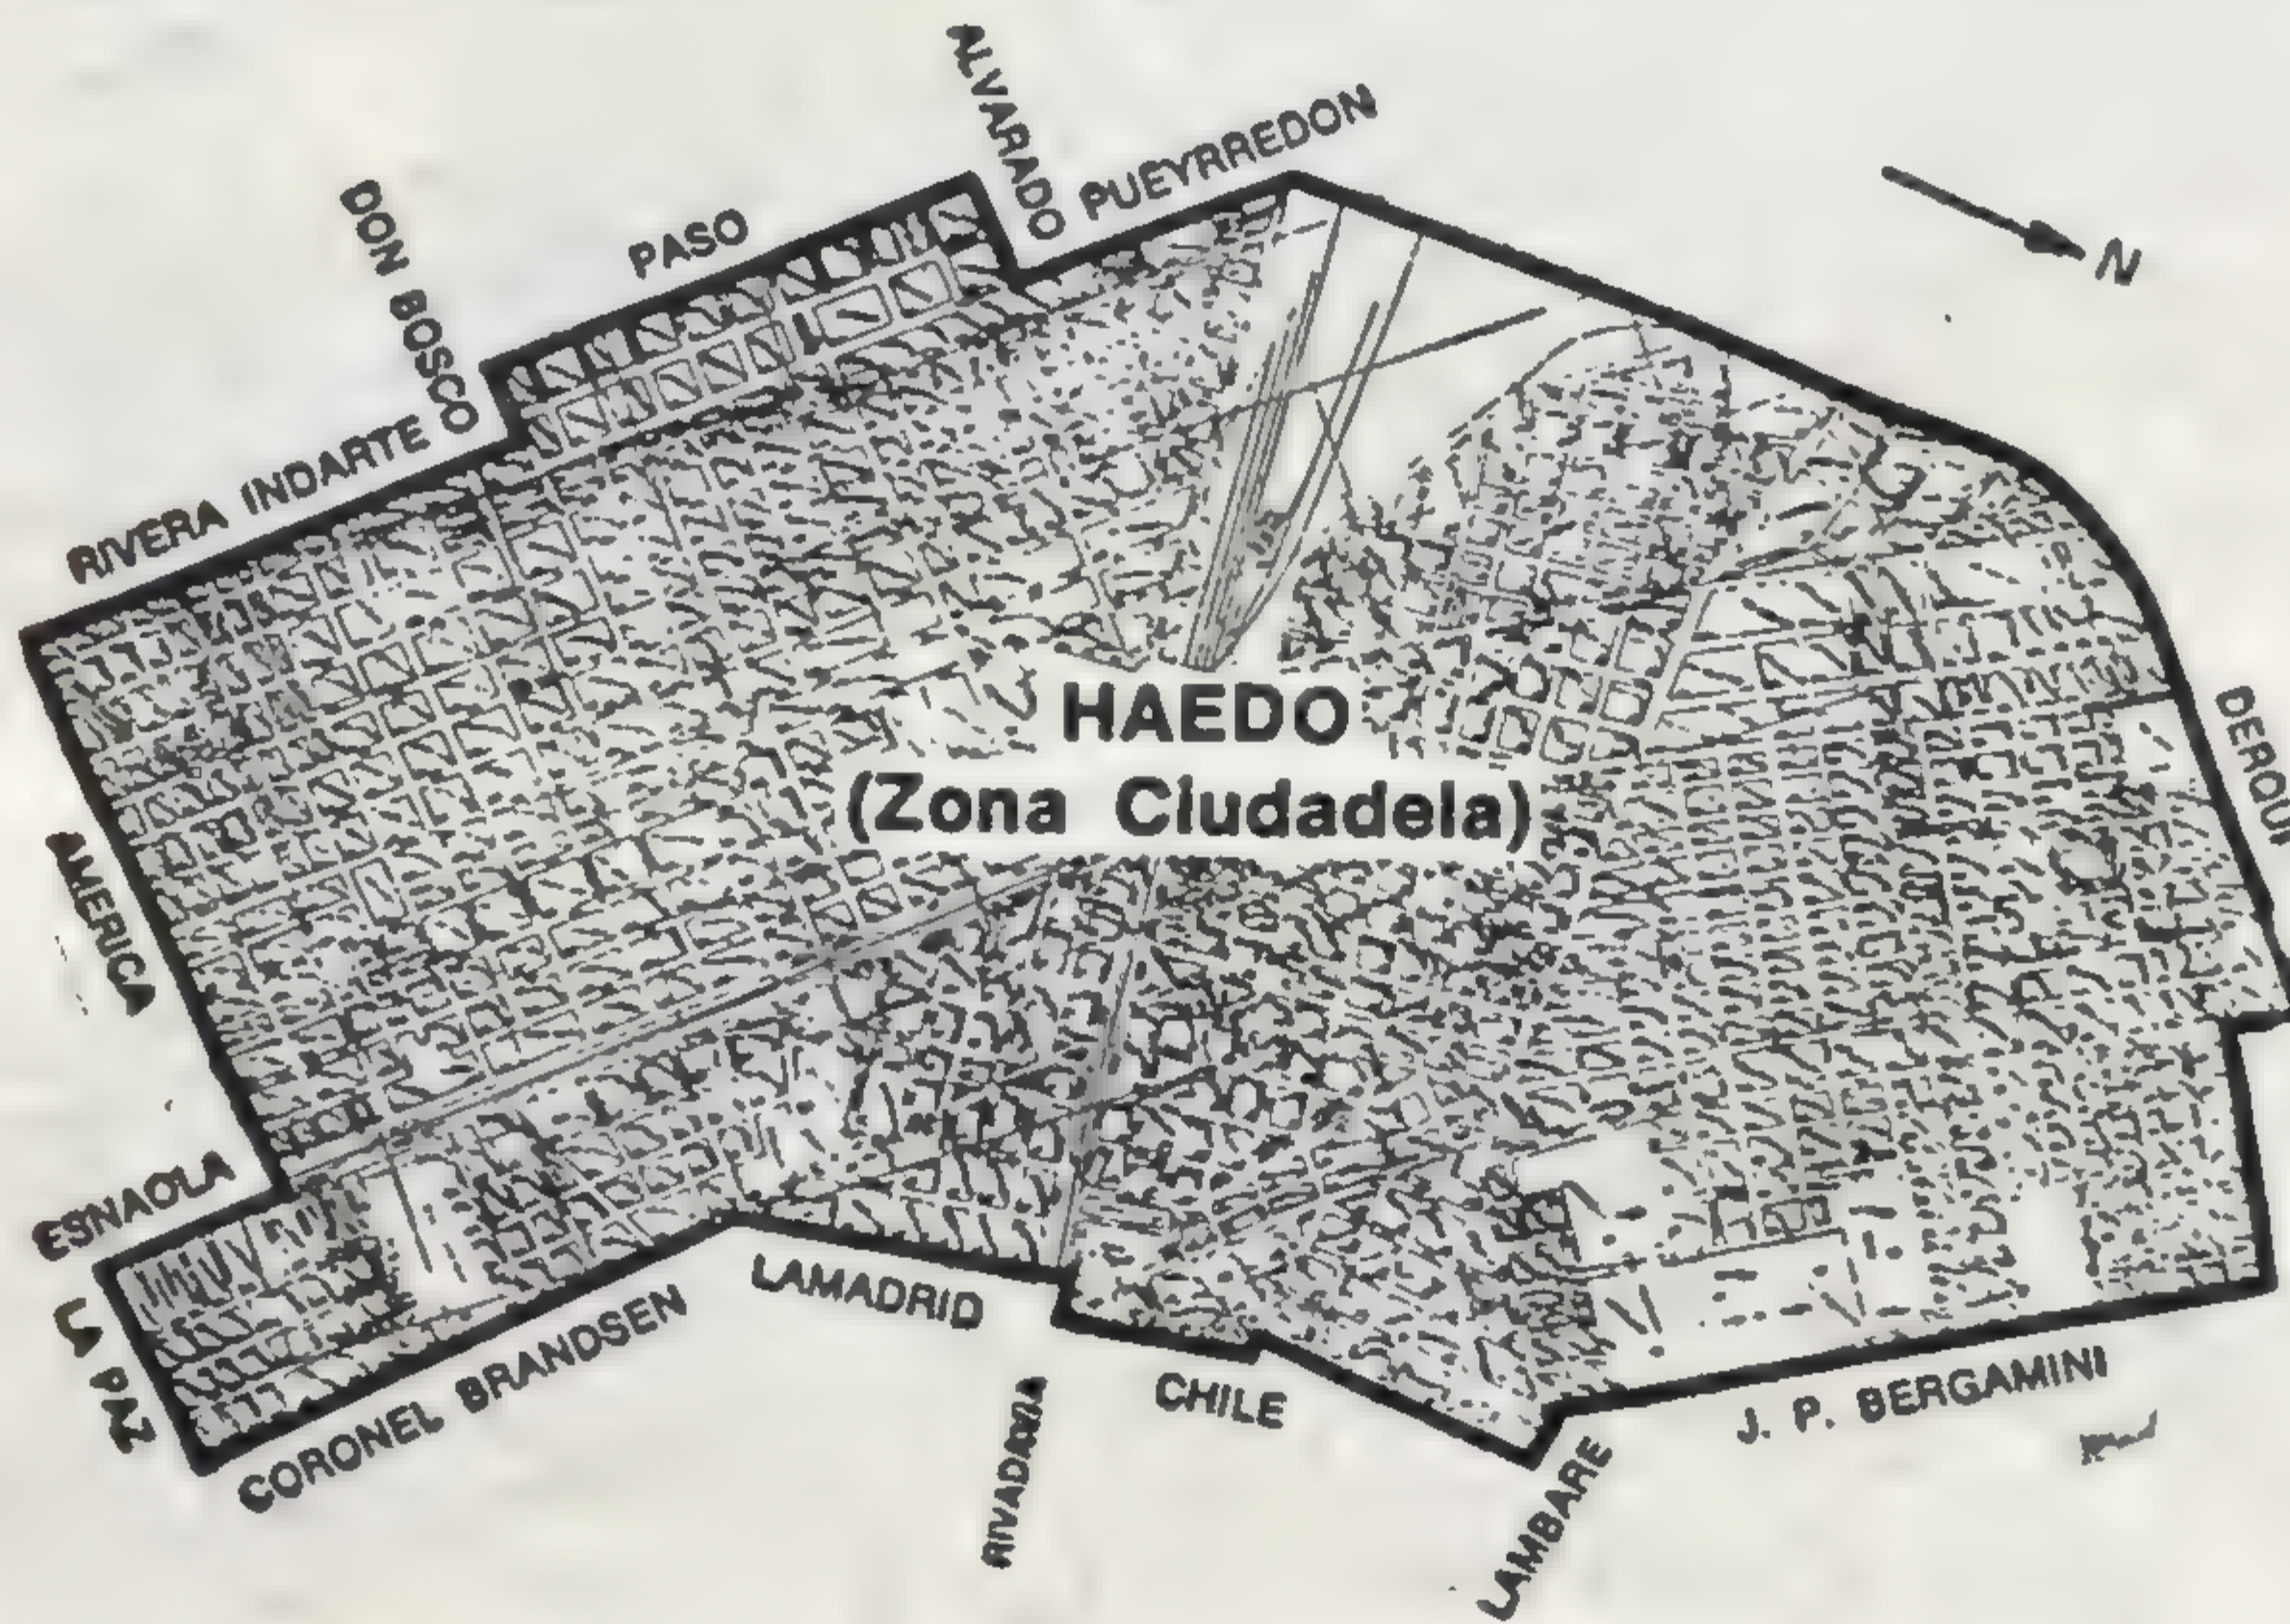 ALVARADO
PUEYRREDON
DON BOSCO
PASO
N
RIVERA INDARTE
HAEDO
(Zona Ciudadela)
DERQUI
AMERICA
ESNAOLA
LA PAZ
CORONEL BRANDSEN
LAMADRID
RIVADAVIA
CHILE
LAMBARE
J. P. BERGAMINI